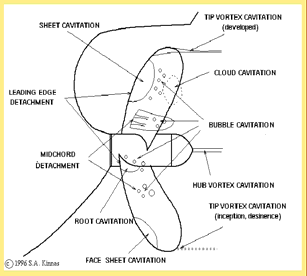 SHEET CAVITATION
TIP VORTEX CAVITATION
(developed)
CLOUD CAVITATION
LEADING EDGE
DETACHMENT
BUBBLE CAVITATION
MIDCHORD
DETACHMENT
HUB VORTEX CAVITATION
TIP VORTEX CAVITATION
(inception, desinence)
ROOT CAVITATION
FACE SHEET CAVITATION
© 1996 S.A. Kinnas